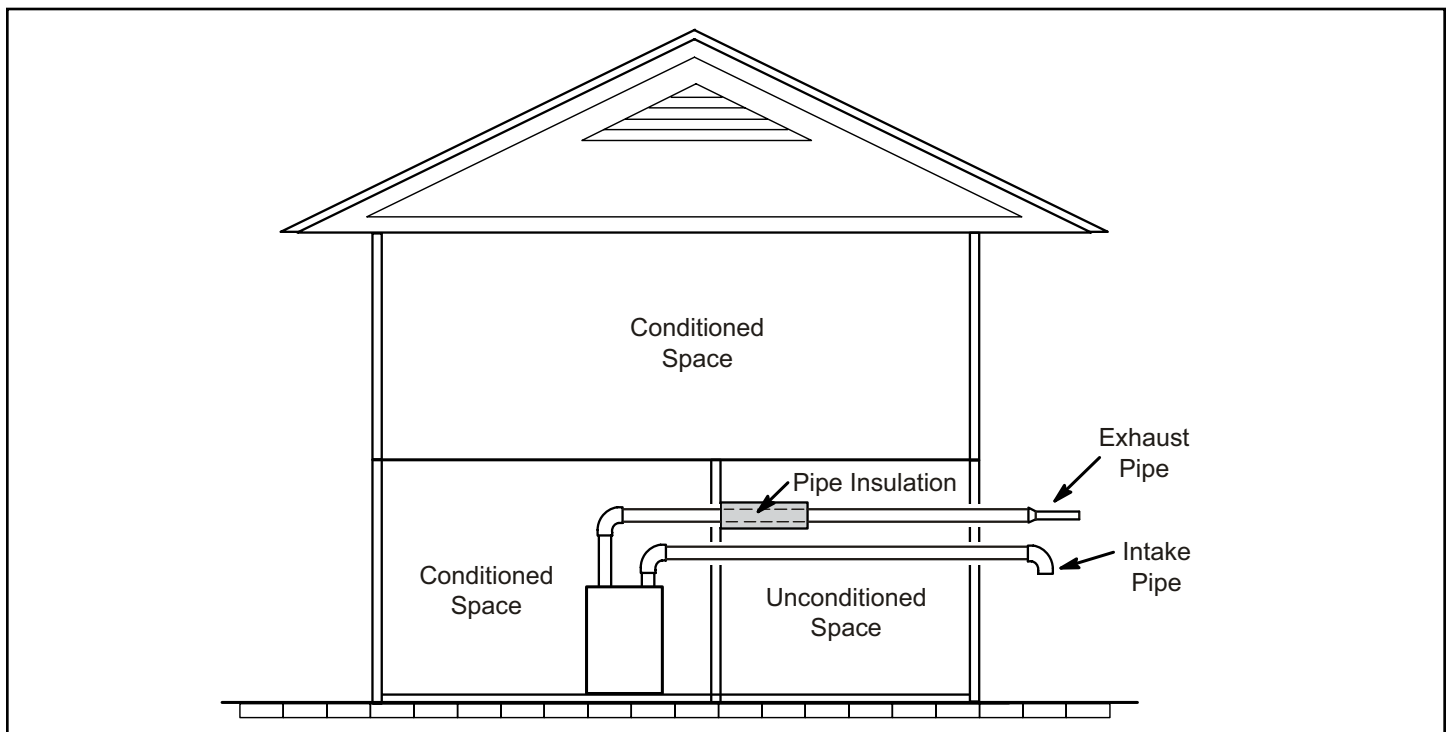 Conditioned
Space
Exhaust
Pipe
Pipe Insulation
Intake
Pipe
Conditioned
Space
Unconditioned
Space